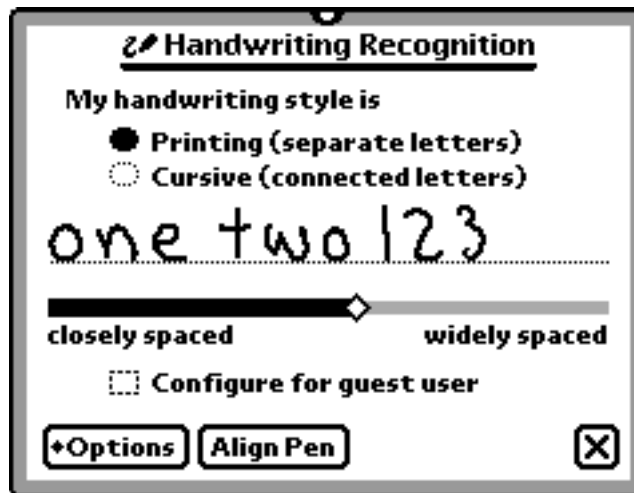 Handwriting Recognition
My handwriting style is
Printing (separate letters)
Cursive (connected letters)
one two 123
closely spaced widely spaced
Configure for guest user
Options Align Pen X